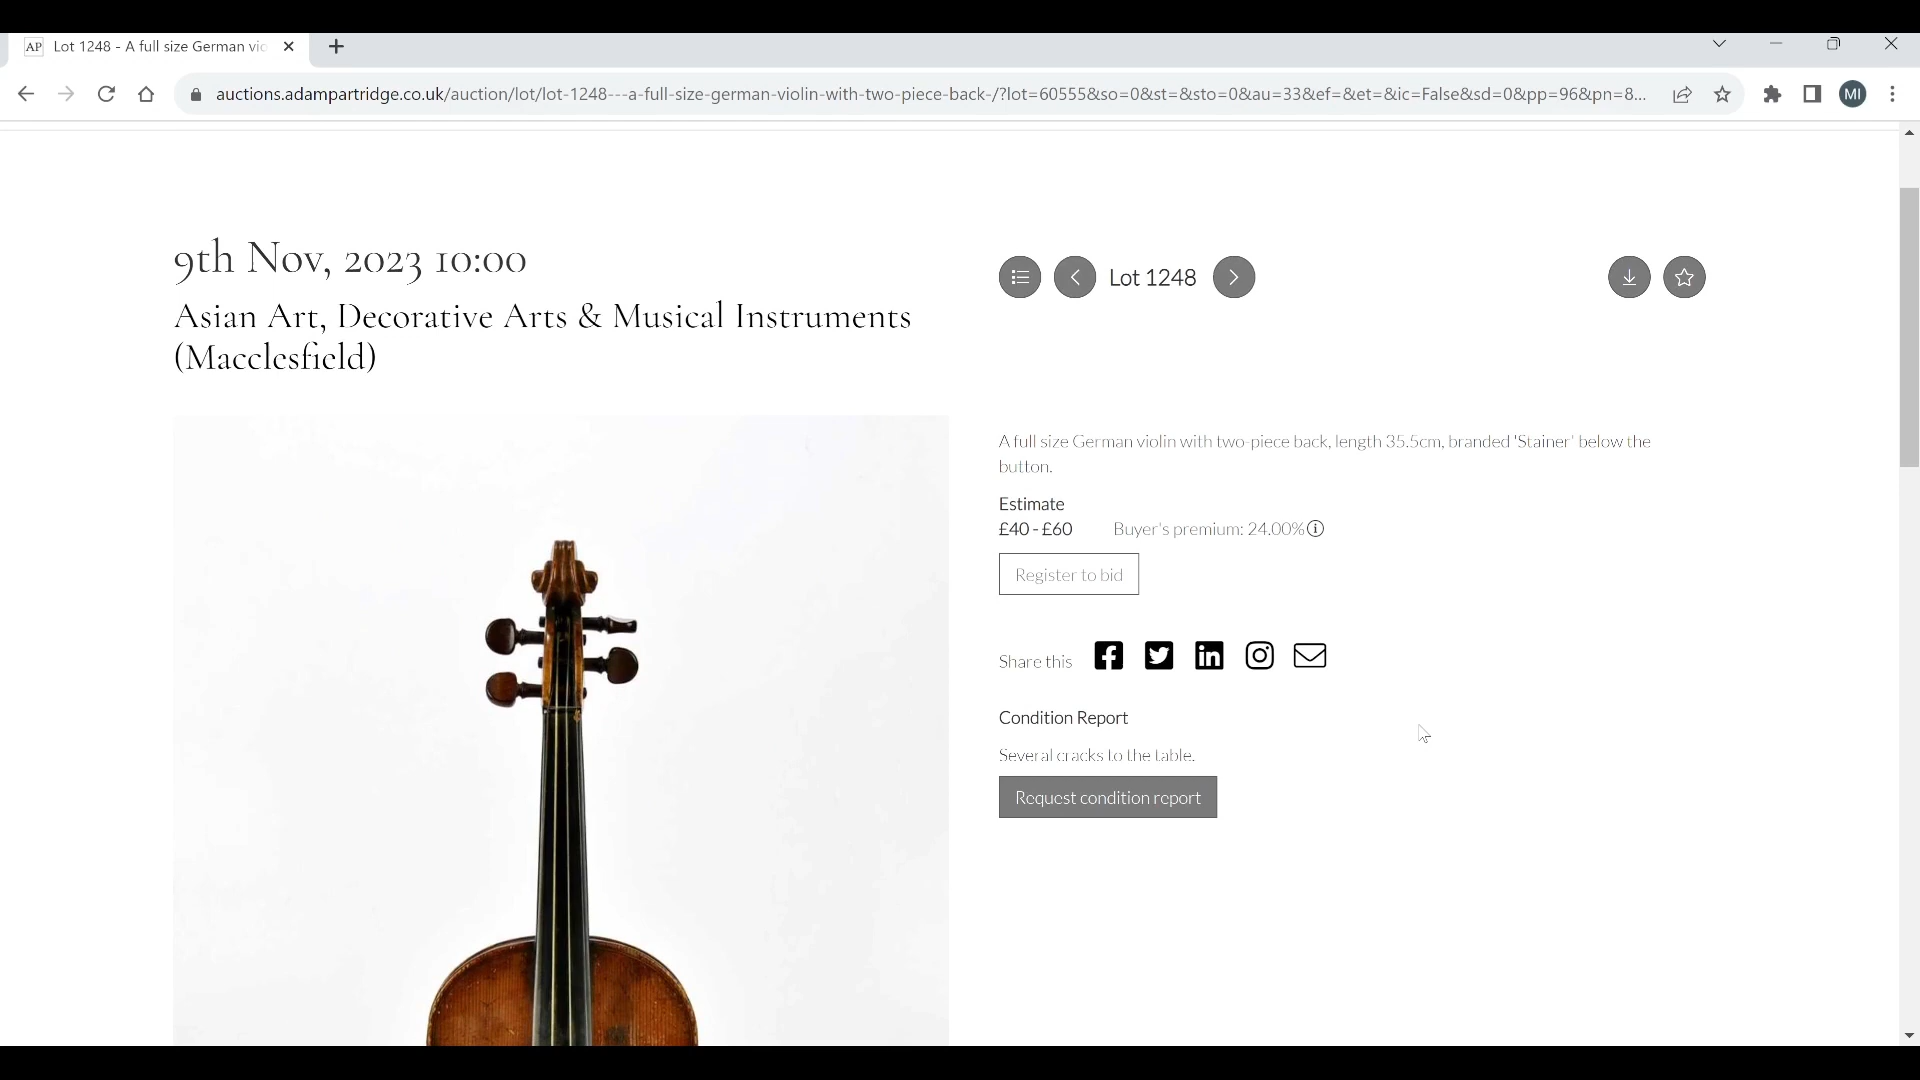 AP Lot 1248 - A full size German vio
auctions.adampartridge.co.uk/auction/lot/lot-1248---a-full-size-german-violin-with-two-piece-back-/?lot=60555&so=0&st=&sto=0&au=33&ef=&et=&ic=False&sd=0&pp=96&pn=8...
MI
9th Nov, 2023 10:00
Asian Art, Decorative Arts & Musical Instruments
(Macclesfield)
Lot 1248
A full size German violin with two-piece back, length 35.5cm, branded 'Stainer' below the
button.
Estimate
£40 - £60 Buyer's premium: 24.00%
Register to bid
Share this
Condition Report
Several cracks to the table.
Request condition report